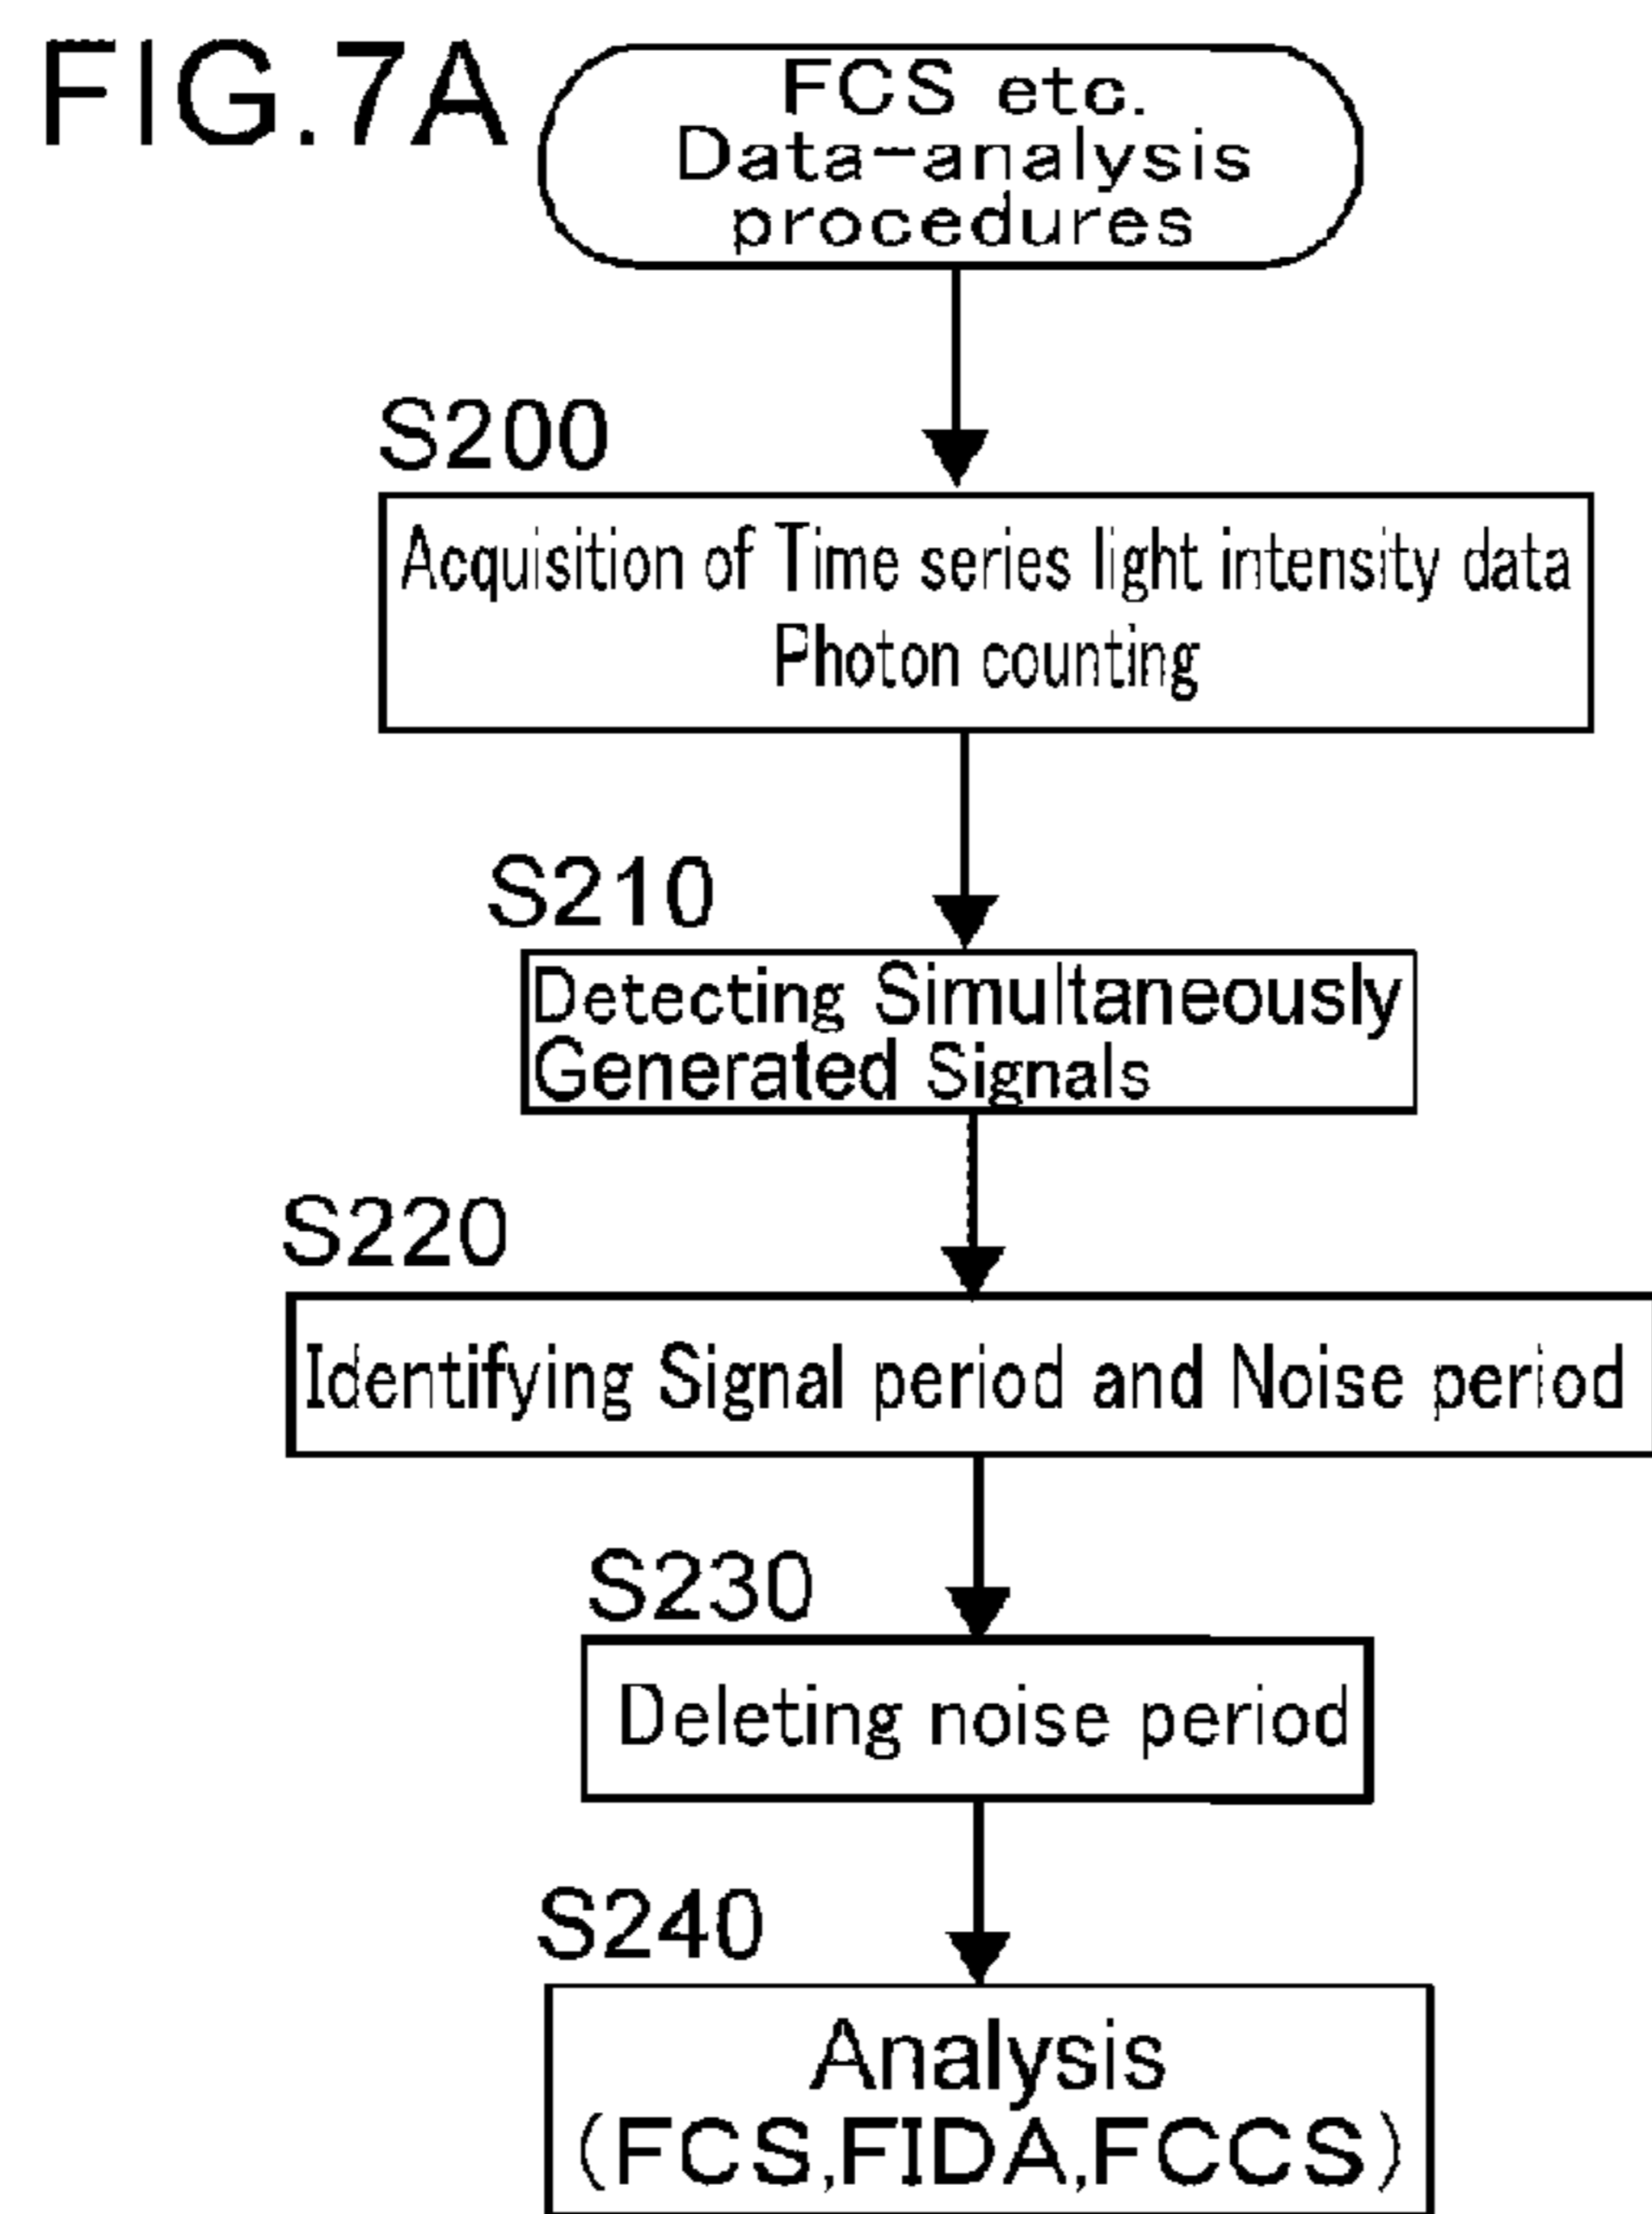 FIG.7A
FCS etc.
Data-analysis
procedures
S200
Acquisition of Time series light intensity data
Photon counting
S210
Detecting Simultaneously
Generated Signals
S220
Identifying Signal period and Noise period
S230
Deleting noise period
S240
Analysis
(FCS,FIDA,FCCS)